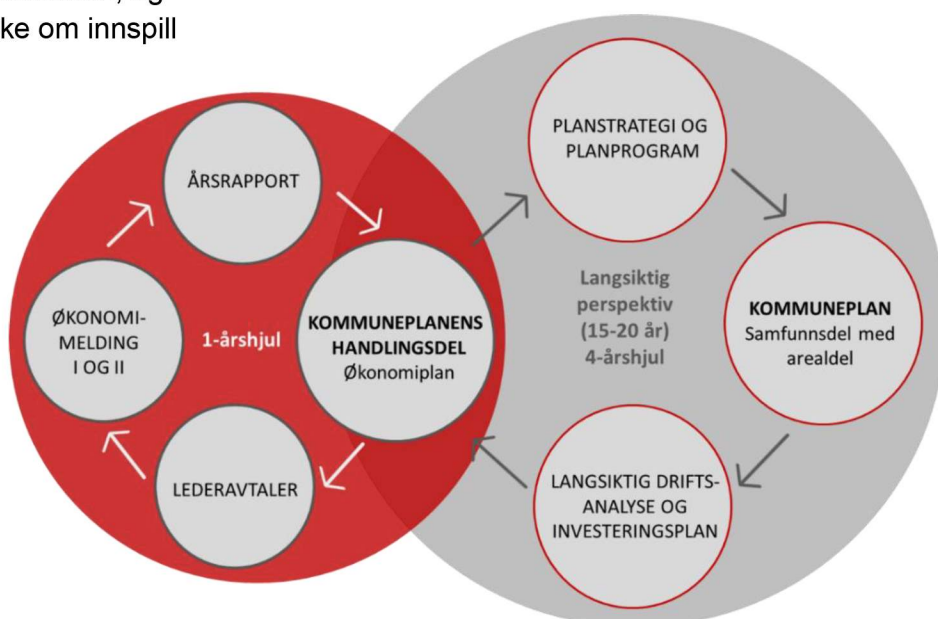 ke om innspill
ÅRSRAPPORT
ØKONOMI-
MELDING
I OG II
1-årshjul
KOMMUNEPLANENS
HANDLINGSDEL
Økonomiplan
LEDERAVTALER
PLANSTRATEGI OG
PLANPROGRAM
Langsiktig
perspektiv
(15-20 år)
4-årshjul
KOMMUNEPLAN
Samfunnsdel med
arealdel
LANGSIKTIG DRIFTS-
ANALYSE OG
INVESTERINGSPLAN